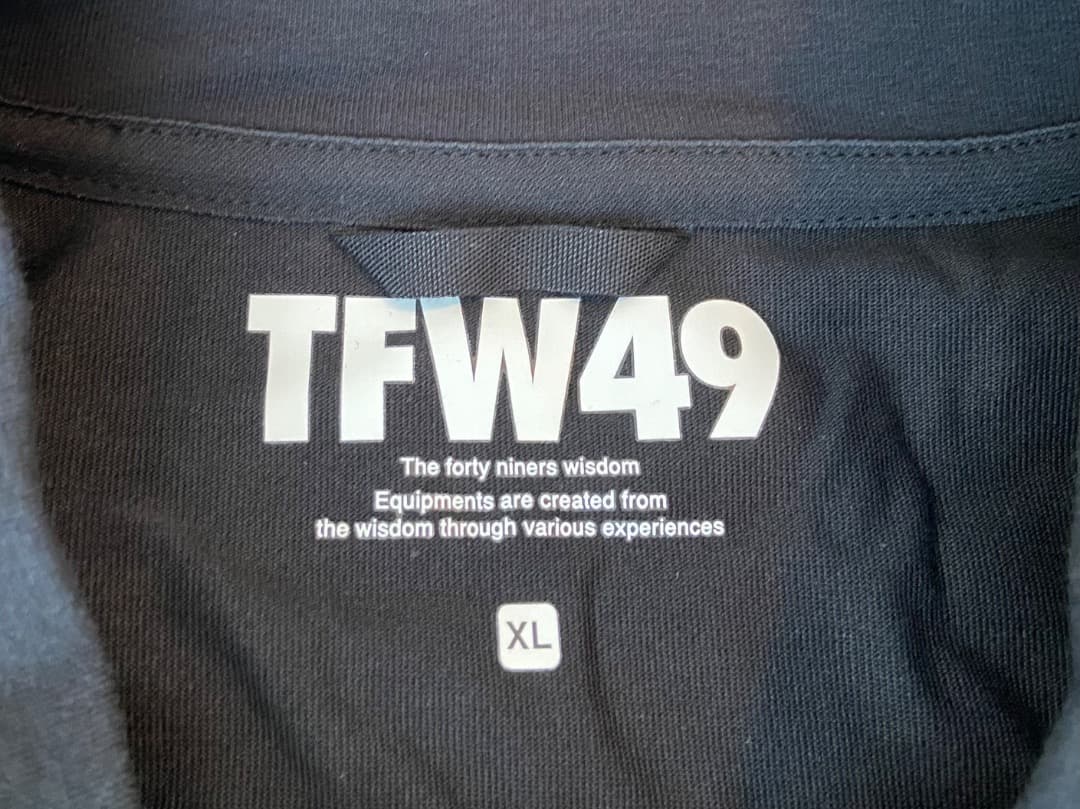 TFW49
The forty niners wisdom
Equipments are created from
the wisdom through various experiences
XL